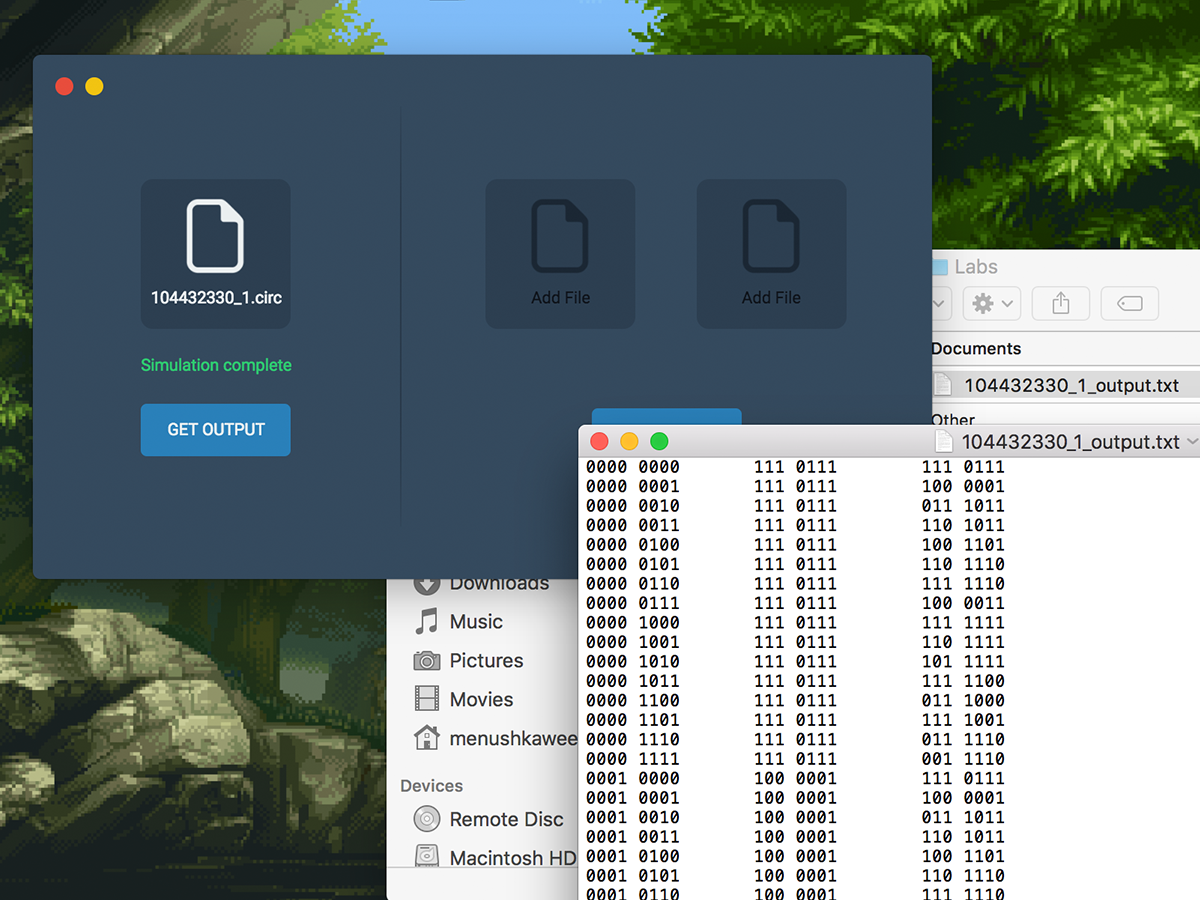 104432330_1.circ
Add File
Add File
Simulation complete
GET OUTPUT
Labs
Documents
104432330_1_output.txt
Other
104432330_1_output.txt
0000 0000 111 0111 111 0111
0000 0001 111 0111 100 0001
0000 0010 111 0111 011 1011
0000 0011 111 0111 110 1011
0000 0100 111 0111 100 1101
0000 0101 111 0111 110 1110
0000 0110 111 0111 111 1110
0000 0111 111 0111 100 0011
0000 1000 111 0111 111 1111
0000 1001 111 0111 110 1111
0000 1010 111 0111 101 1111
0000 1011 111 0111 111 1100
0000 1100 111 0111 011 1000
0000 1101 111 0111 111 1001
0000 1110 111 0111 011 1110
0000 1111 111 0111 001 1110
0001 0000 100 0001 111 0111
0001 0001 100 0001 100 0001
0001 0010 100 0001 011 1011
0001 0011 100 0001 110 1011
0001 0100 100 0001 100 1101
0001 0101 100 0001 110 1110
0001 0110 100 0001 111 1110
Downloads
Music
Pictures
Movies
menushkawee
Devices
Remote Disc
Macintosh HD